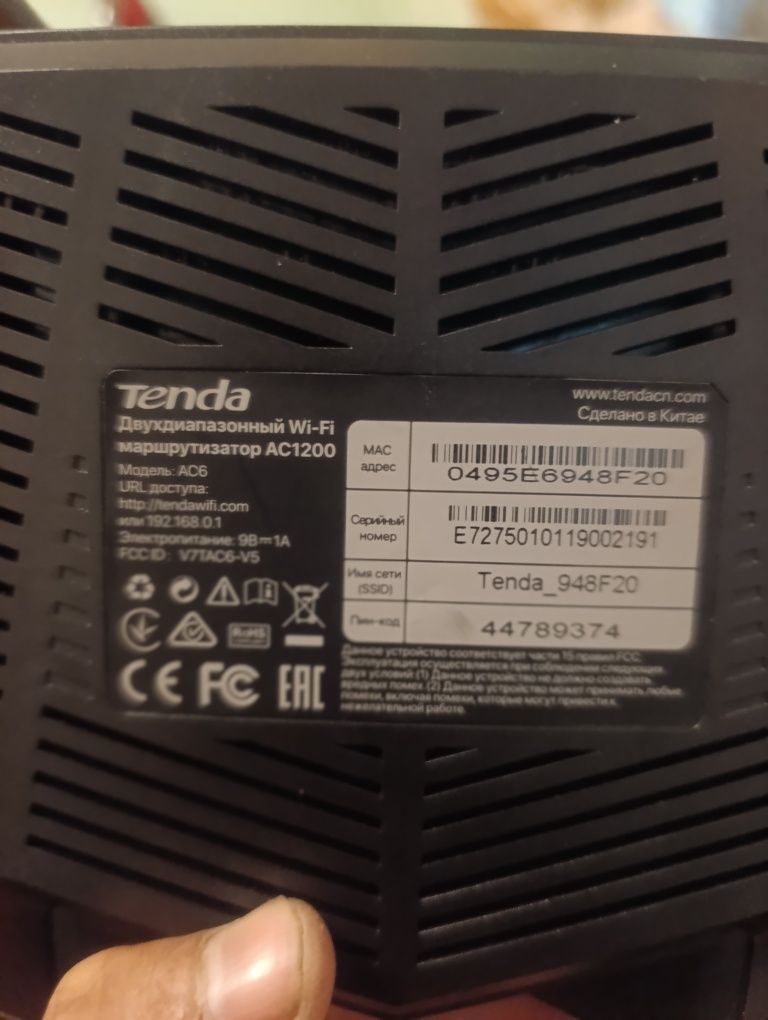 Tenda
www.tendacn.com
Сделано в Китае
Двухдиапазонный Wi-Fi
маршрутизатор AC1200
Модель: AC6
URL доступа:
http://tendawifi.com
или 192.168.0.1
Электропитание: 9В⎓1А
FCC ID: V7TAC6-V5
RoHS
CE FC EAC
MAC
адрес
0495E6948F20
Серийный
номер
E7275010119002191
Имя сети
(SSID)
Tenda_948F20
Пин-код
44789374
Данное устройство соответствует части 15 правил FCC.
Эксплуатация осуществляется при соблюдении следующих
двух условий: (1) Данное устройство не должно создавать
вредных помех (2) Данное устройство может принимать любые
помехи, включая помехи, которые могут привести к
нежелательной работе.